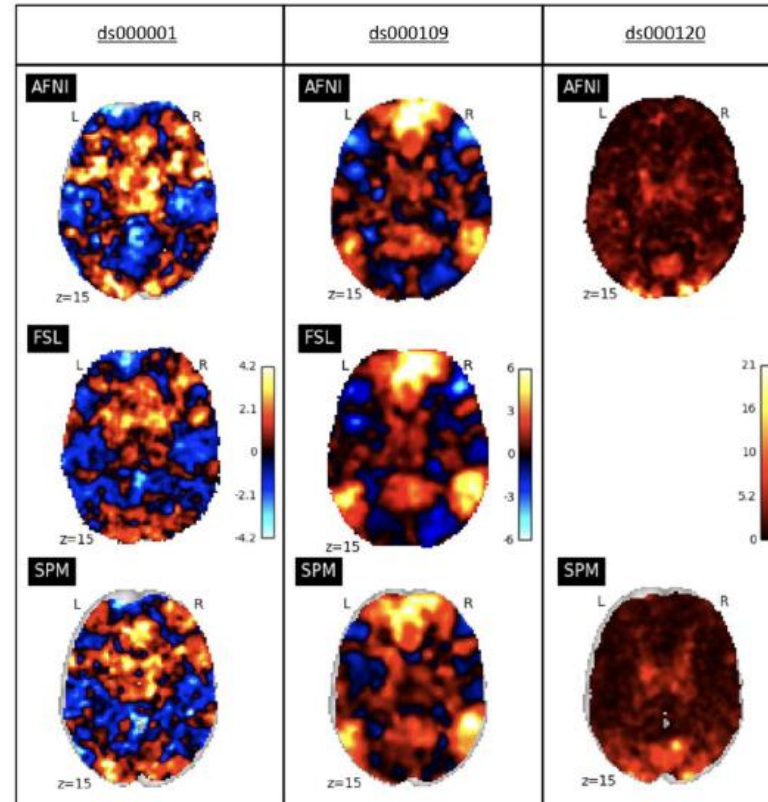 ds000001
ds000109
ds000120
AFNI
L R
z=15
AFNI
L R
z=15
AFNI
L R
z=15
FSL
L R
z=15
4.2
2.1
0
-2.1
-4.2
FSL
L R
z=15
6
3
0
-3
-6
21
16
10
5.2
0
SPM
L R
z=15
SPM
L R
z=15
SPM
L R
z=15